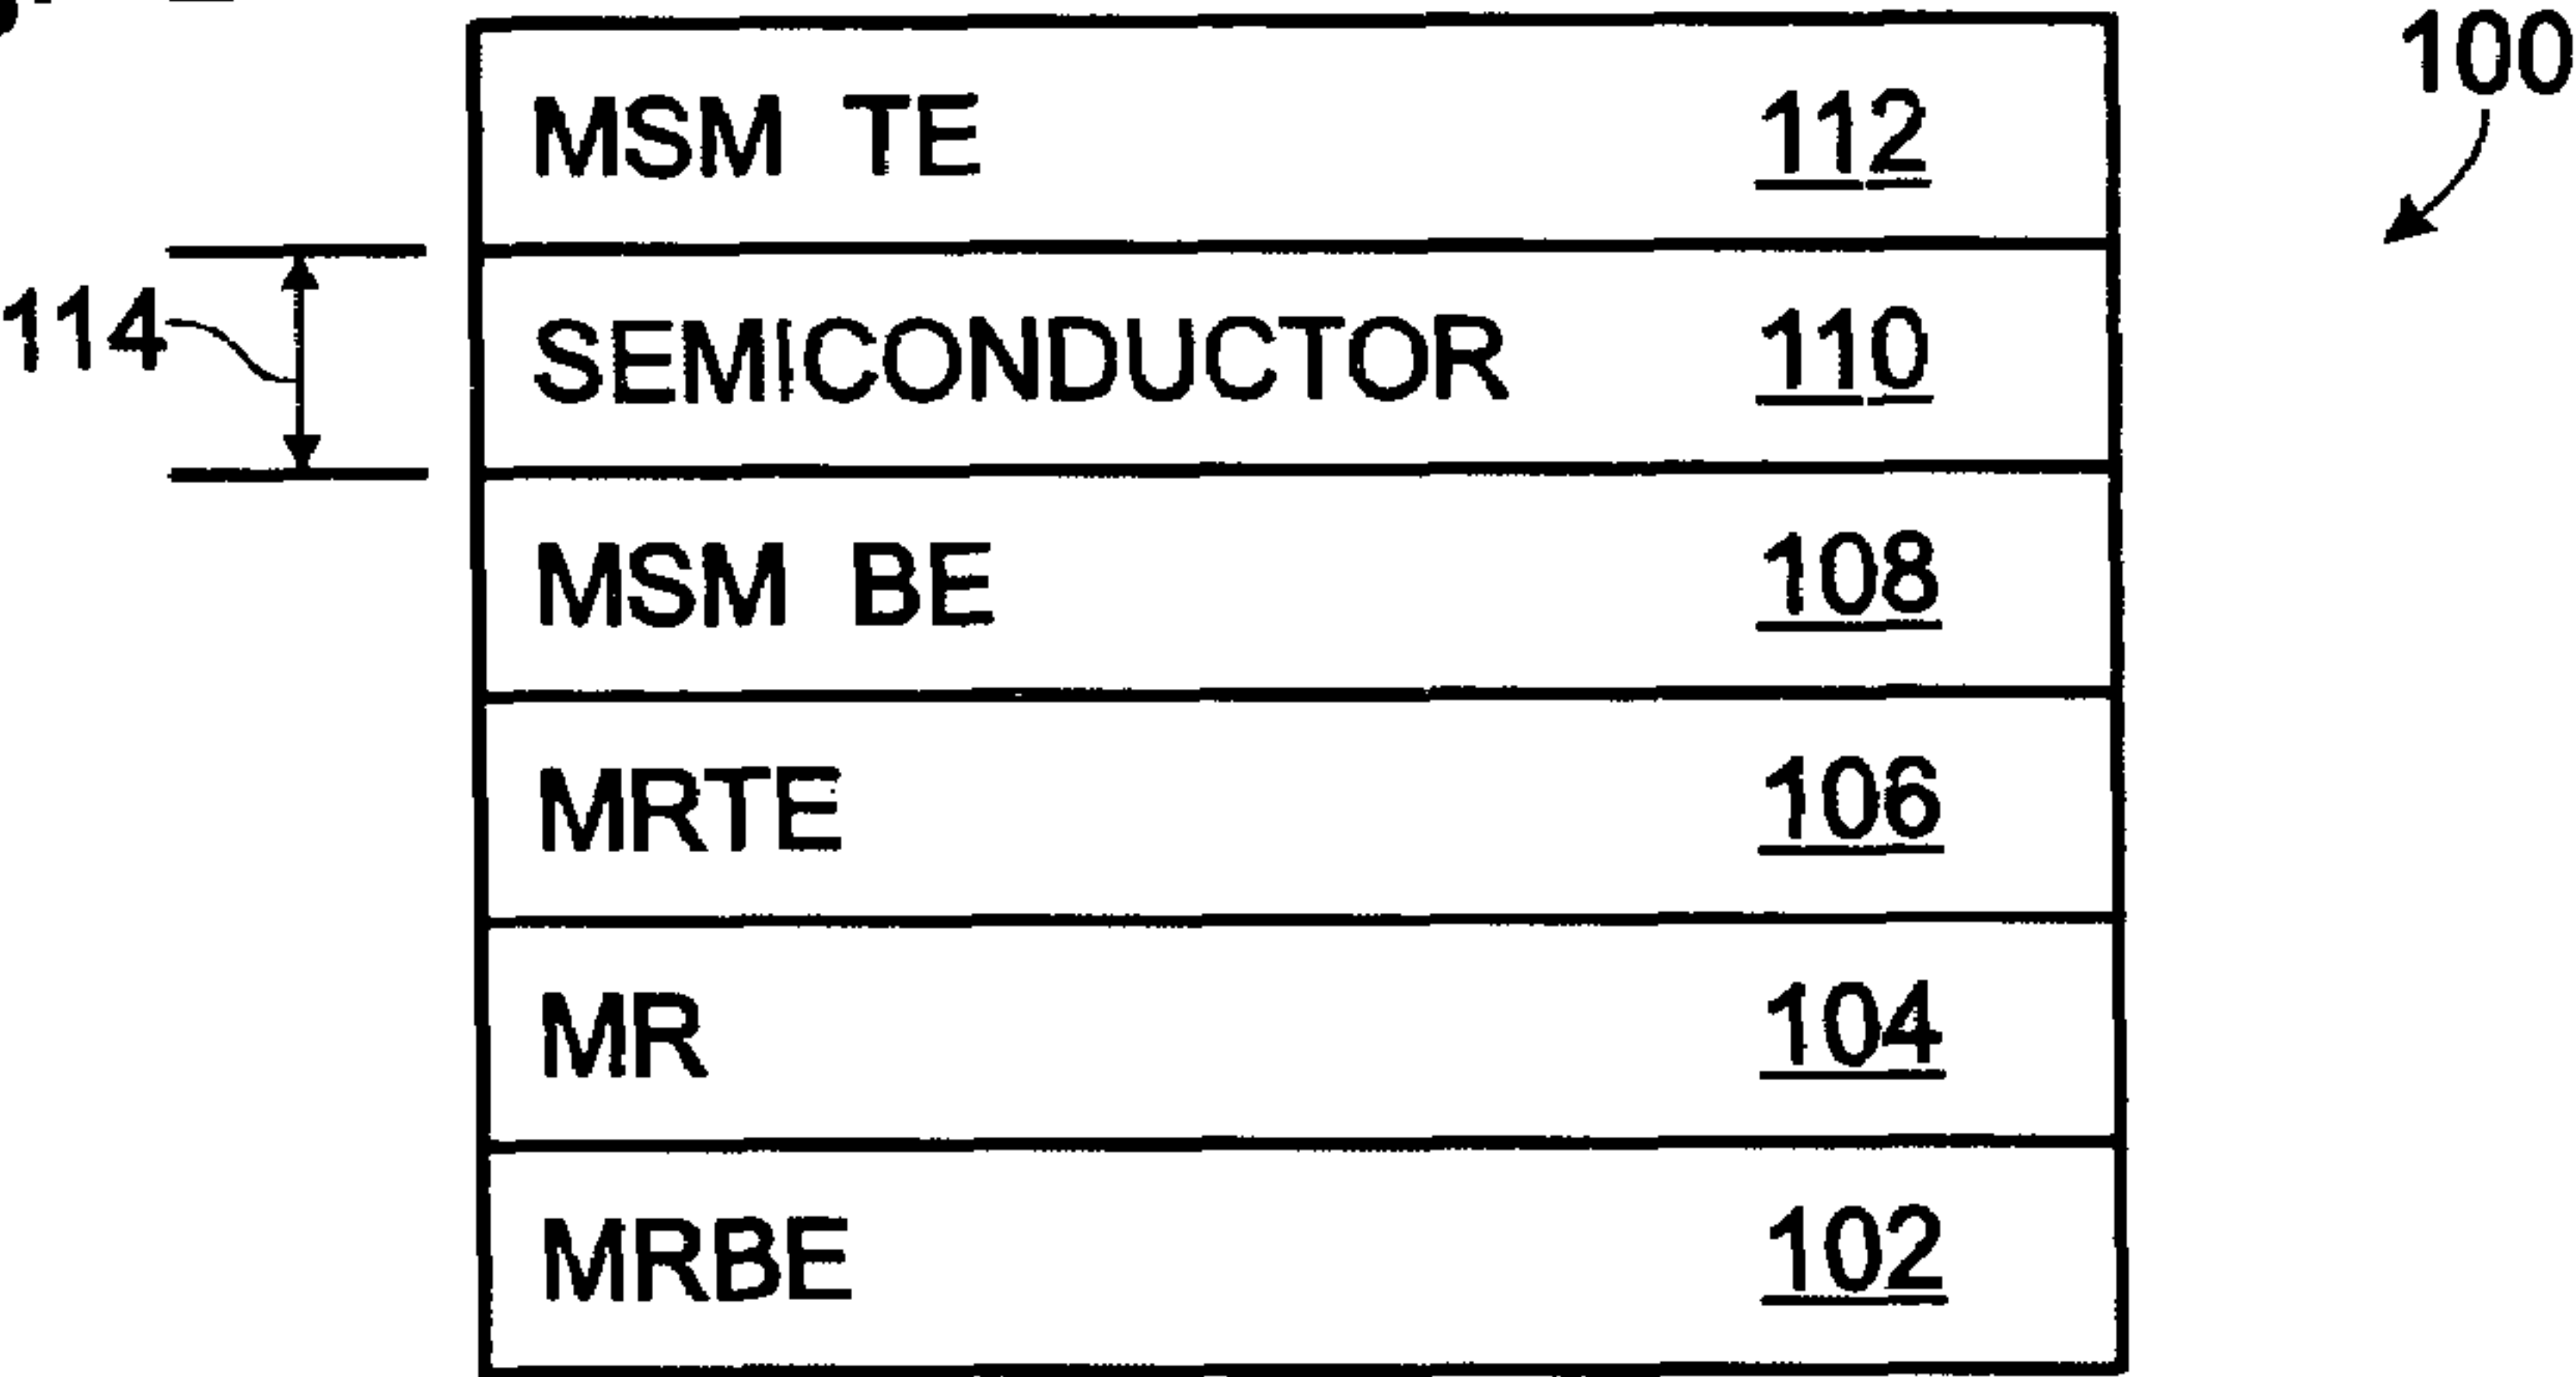 100
MSM TE 112
114
SEMICONDUCTOR 110
MSM BE 108
MRTE 106
MR 104
MRBE 102